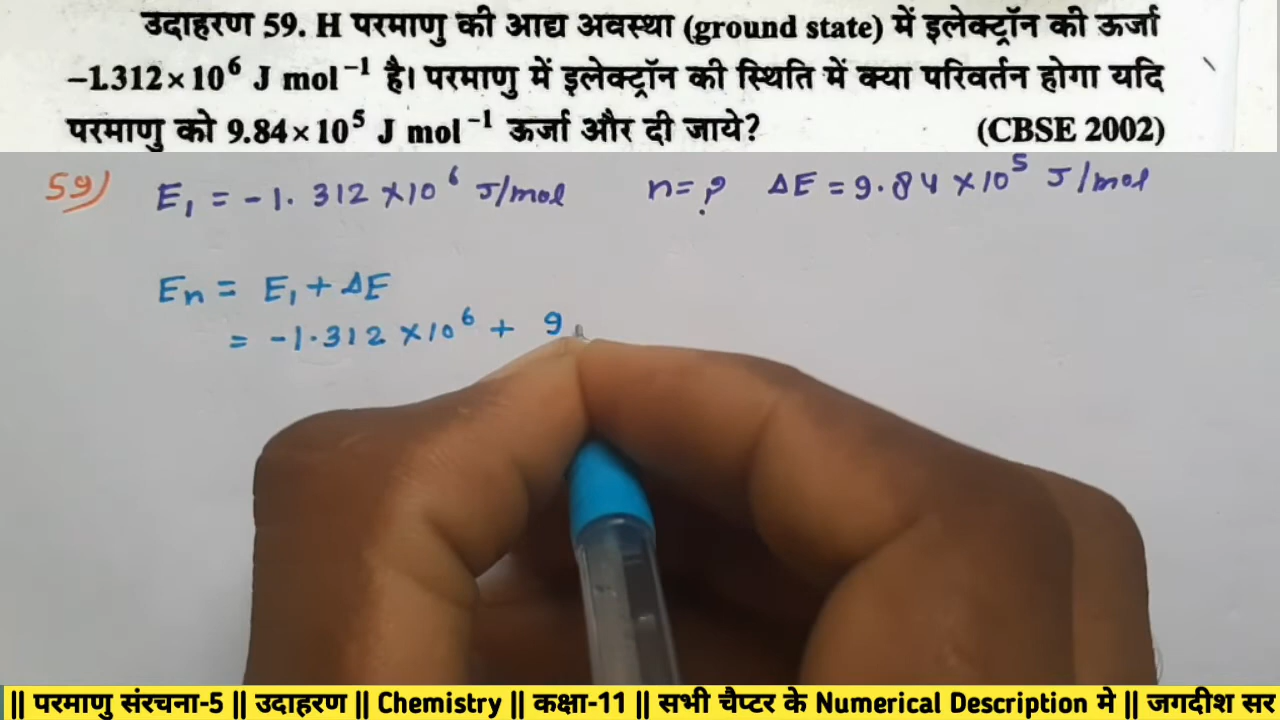 उदाहरण 59. H परमाणु की आद्य अवस्था (ground state) में इलेक्ट्रॉन की ऊर्जा
−1.312×10⁶ J mol⁻¹ है। परमाणु में इलेक्ट्रॉन की स्थिति में क्या परिवर्तन होगा यदि
परमाणु को 9.84×10⁵ J mol⁻¹ ऊर्जा और दी जाये? (CBSE 2002)
59) E₁ = -1.312 ×10⁶ J/mol n=? ΔE = 9.84 ×10⁵ J/mol
En = E₁ + ΔE
= -1.312 ×10⁶ + 9.
|| परमाणु संरचना-5 || उदाहरण || Chemistry || कक्षा-11 || सभी चैप्टर के Numerical Description मे || जगदीश सर